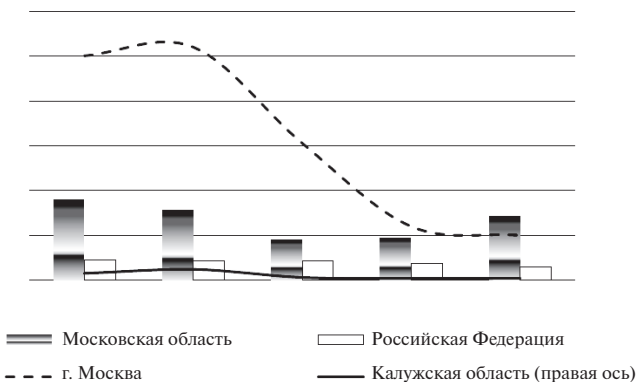 Московская область
Российская Федерация
г. Москва
Калужская область (правая ось)